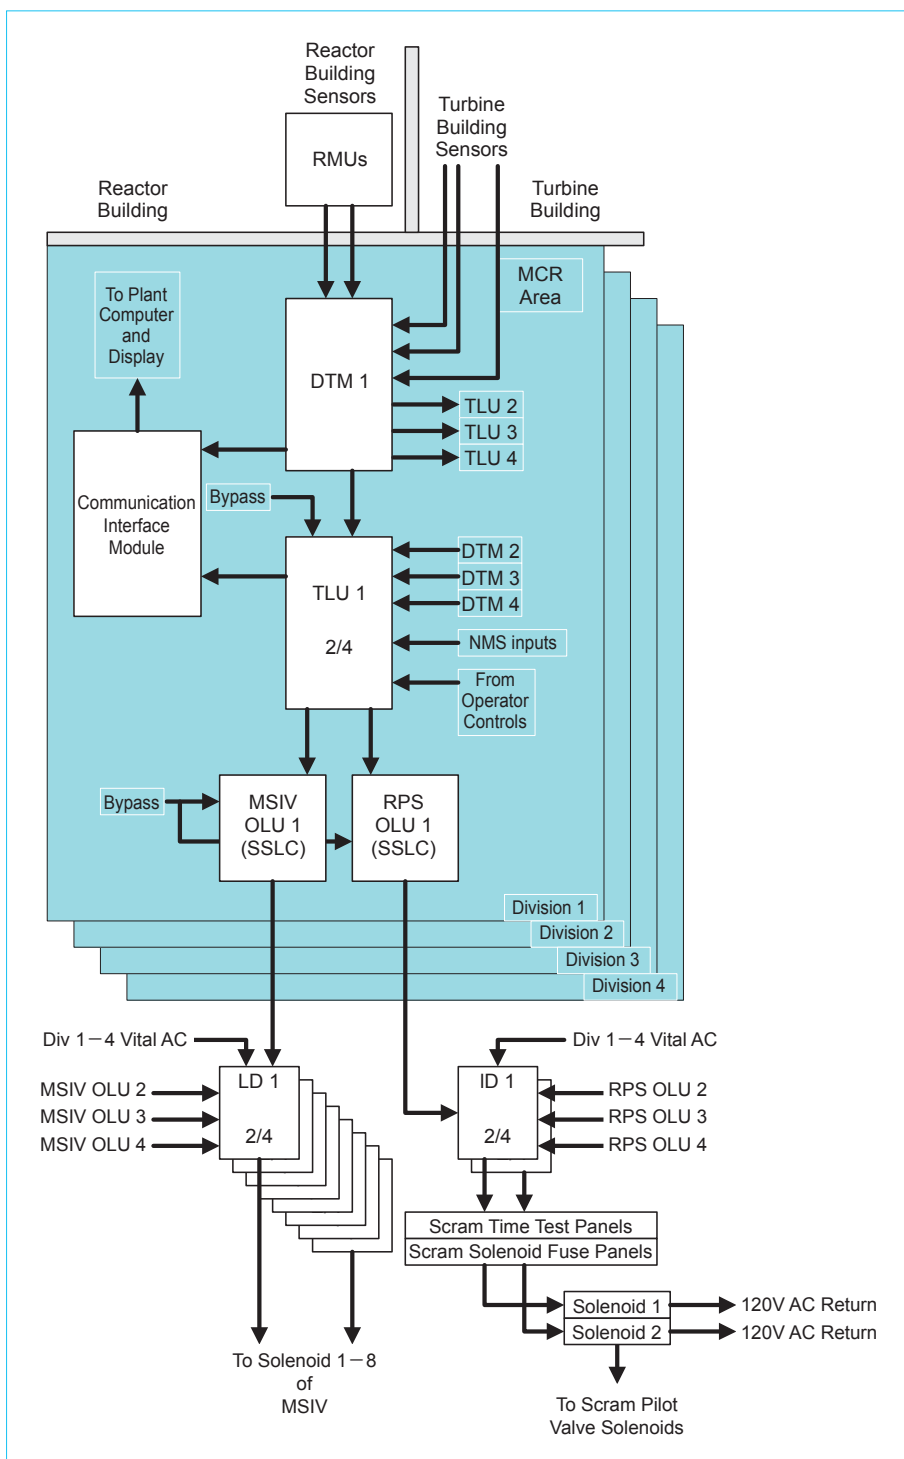 Reactor
Building
Sensors
Turbine
Building
Sensors
RMUs
Reactor
Building
Turbine
Building
MCR
Area
To Plant
Computer
and
Display
DTM 1
TLU 2
TLU 3
TLU 4
Communication
Interface
Module
Bypass
TLU 1
2/4
DTM 2
DTM 3
DTM 4
NMS inputs
From
Operator
Controls
Bypass
MSIV
OLU 1
(SSLC)
RPS
OLU 1
(SSLC)
Division 1
Division 2
Division 3
Division 4
Div 1－4 Vital AC
LD 1
2/4
MSIV OLU 2
MSIV OLU 3
MSIV OLU 4
Div 1－4 Vital AC
ID 1
2/4
RPS OLU 2
RPS OLU 3
RPS OLU 4
Scram Time Test Panels
Scram Solenoid Fuse Panels
Solenoid 1
120V AC Return
Solenoid 2
120V AC Return
To Solenoid 1－8
of
MSIV
To Scram Pilot
Valve Solenoids